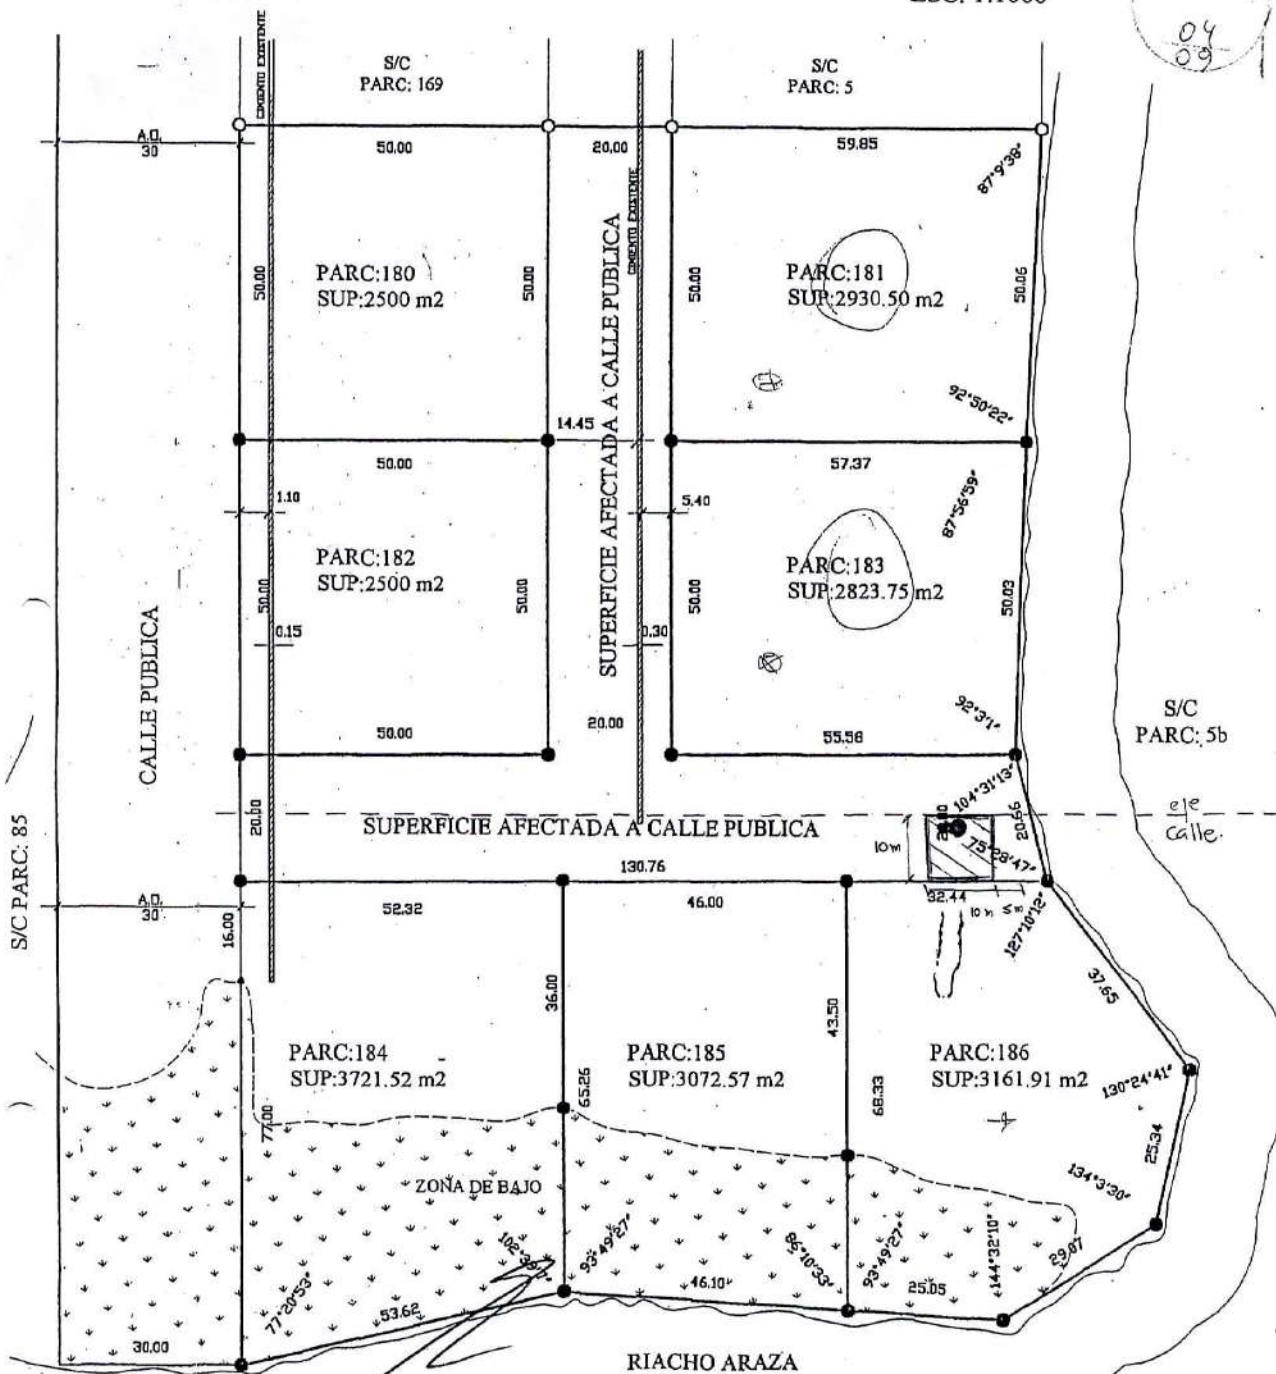 ESC. 1:1000
04
09
CIMIENTO EXISTENTE
S/C
PARC: 169
S/C
PARC: 5
A.O.
30
50.00
20.00
59.85
87°9'38"
CIMIENTO EXISTENTE
50.00
PARC:180
SUP:2500 m2
50.00
SUPERFICIE AFECTADA A CALLE PUBLICA
50.00
PARC:181
SUP:2930.50 m2
50.06
92°50'22"
14.45
50.00
57.37
1.10
5.40
87°56'59"
PARC:182
SUP:2500 m2
50.00
50.00
50.00
PARC:183
SUP:2823.75 m2
50.03
0.15
0.30
CALLE PUBLICA
20.00
92°3'1"
50.00
55.56
S/C
PARC: 5b
104°31'13"
eje
calle.
20.00
SUPERFICIE AFECTADA A CALLE PUBLICA
20.66
10m
75°28'47"
S/C PARC: 85
130.76
A.O.
30
52.32
46.00
32.44
10 m
5 m
127°10'12"
16.00
36.00
43.50
37.65
PARC:184
SUP:3721.52 m2
PARC:185
SUP:3072.57 m2
PARC:186
SUP:3161.91 m2
130°24'41"
77.00
65.26
68.33
25.34
ZONA DE BAJO
134°3'30"
93°49'27"
86°10'33"
93°49'27"
144°32'10"
29.07
77°20'53"
53.62
46.10
25.05
30.00
RIACHO ARAZA